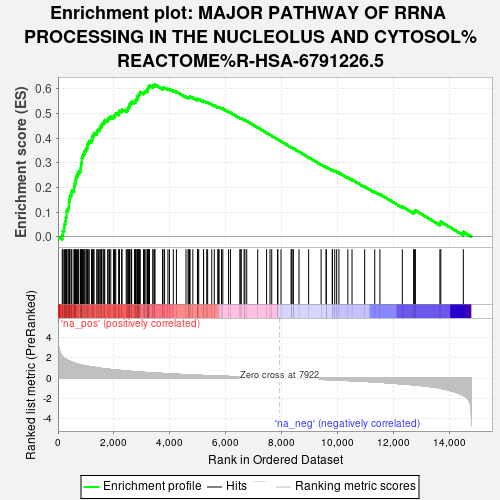 Enrichment plot: MAJOR PATHWAY OF RRNA
PROCESSING IN THE NUCLEOLUS AND CYTOSOL%
REACTOME%R-HSA-6791226.5
Enrichment score (ES)
0.6
0.5
0.4
0.3
0.2
0.1
0.0
'na_pos' (positively correlated)
Ranked list metric (PreRanked)
4
2
0
-2
-4
Zero cross at 7922
'na_neg' (negatively correlated)
0
2,000
4,000
6,000
8,000
10,000
12,000
14,000
Rank in Ordered Dataset
Enrichment profile
Hits
Ranking metric scores